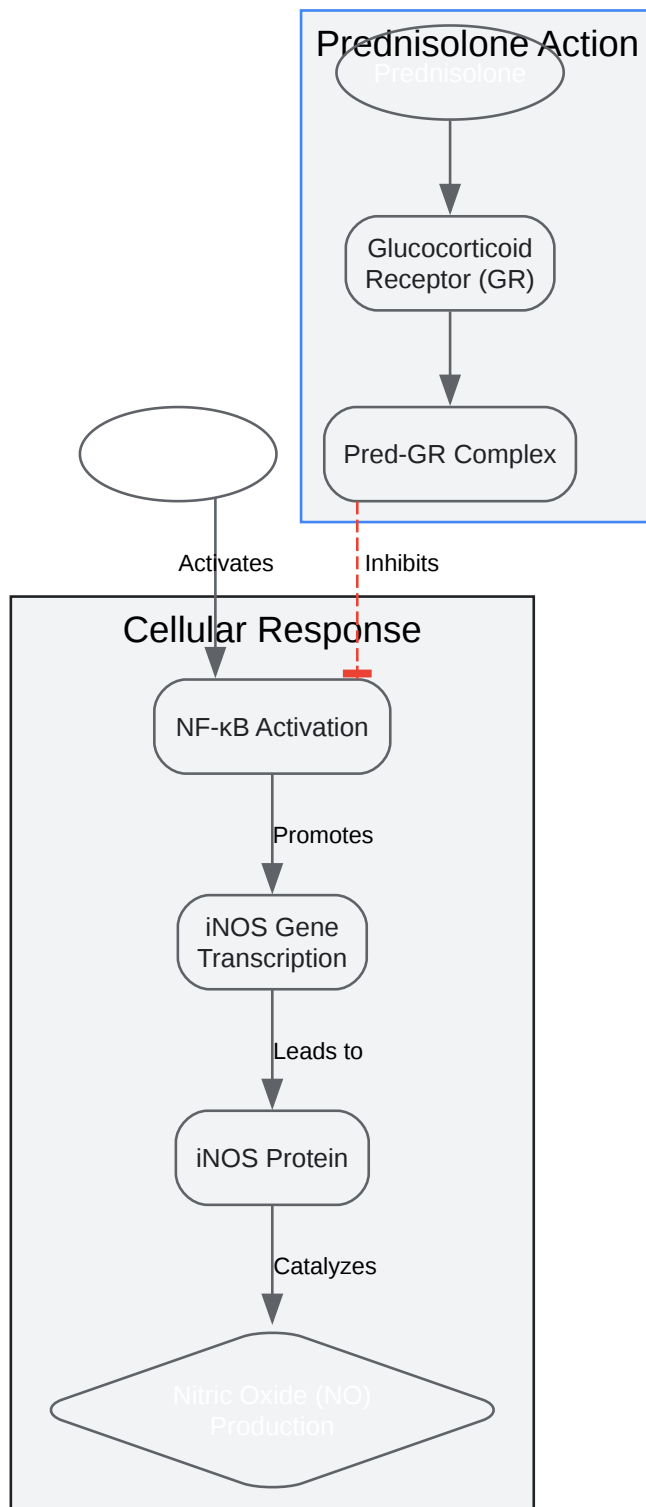 Prednisolone Action
Prednisolone
Glucocorticoid
Receptor (GR)
Pred-GR Complex
Activates
Inhibits
Cellular Response
NF-κB Activation
Promotes
iNOS Gene
Transcription
Leads to
iNOS Protein
Catalyzes
Nitric Oxide (NO)
Production